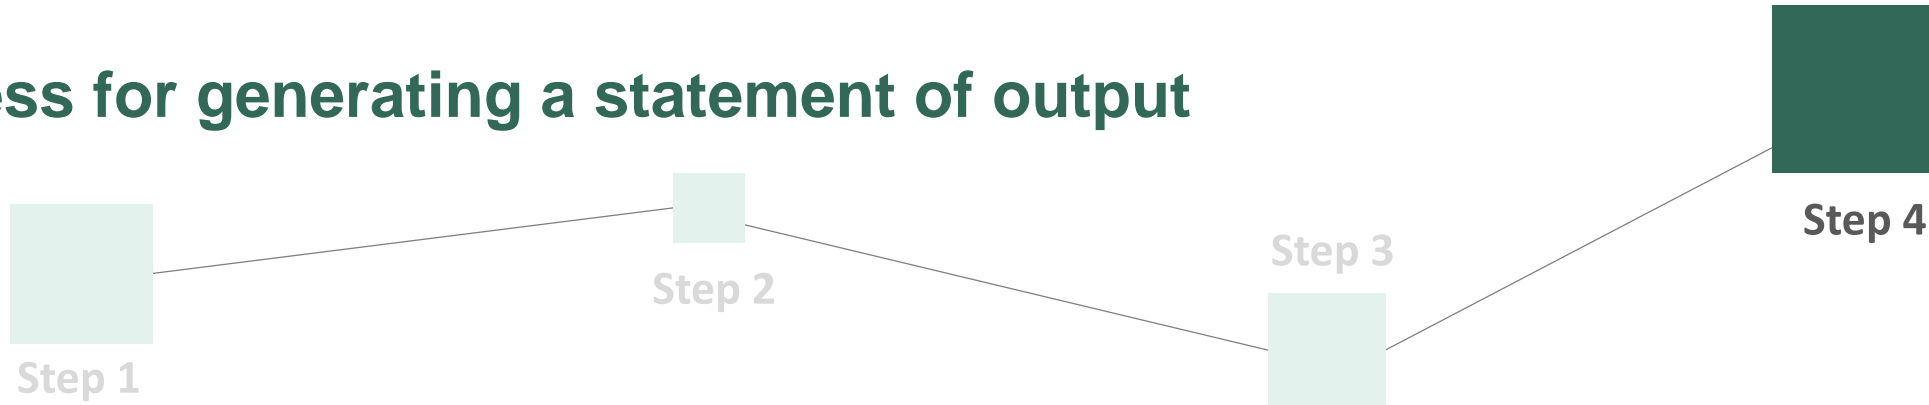 ess for generating a statement of output
Step 1
Step 2
Step 3
Step 4